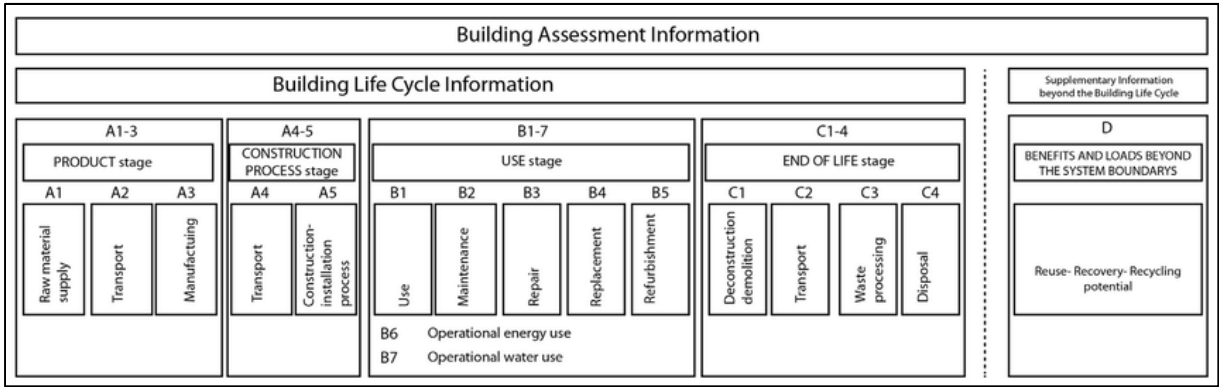 Building Assessment Information
Building Life Cycle Information
Supplementary Information
beyond the Building Life Cycle
A1-3
PRODUCT stage
A1
A2
A3
Raw material
supply
Transport
Manufactuing
A4-5
CONSTRUCTION
PROCESS stage
A4
A5
Transport
Construction-
installation
process
B1-7
USE stage
B1
B2
B3
B4
B5
Use
Maintenance
Repair
Replacement
Refurbishment
B6 Operational energy use
B7 Operational water use
C1-4
END OF LIFE stage
C1
C2
C3
C4
Deconstruction
demolition
Transport
Waste
processing
Disposal
D
BENEFITS AND LOADS BEYOND
THE SYSTEM BOUNDARYS
Reuse- Recovery- Recycling
potential